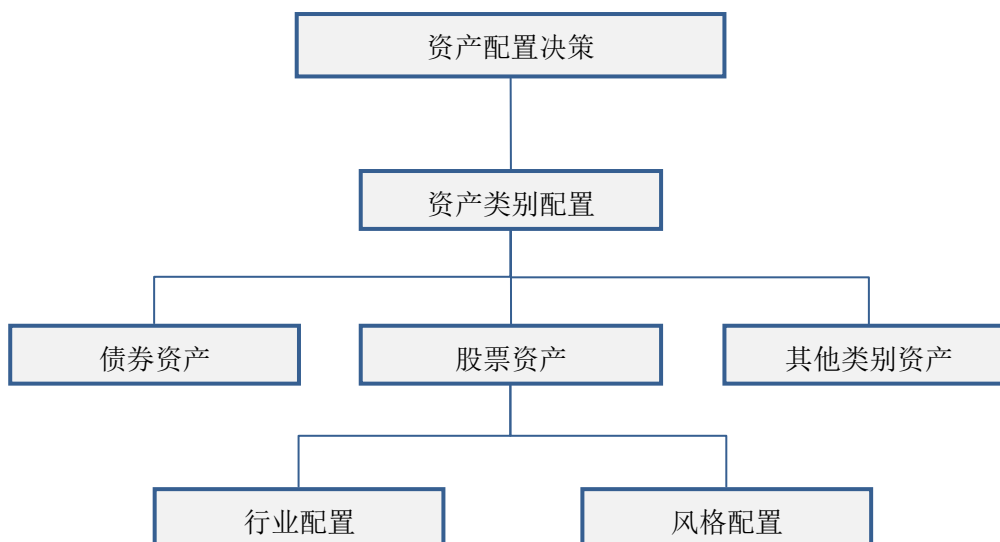 资产配置决策
资产类别配置
债券资产
股票资产
其他类别资产
行业配置
风格配置